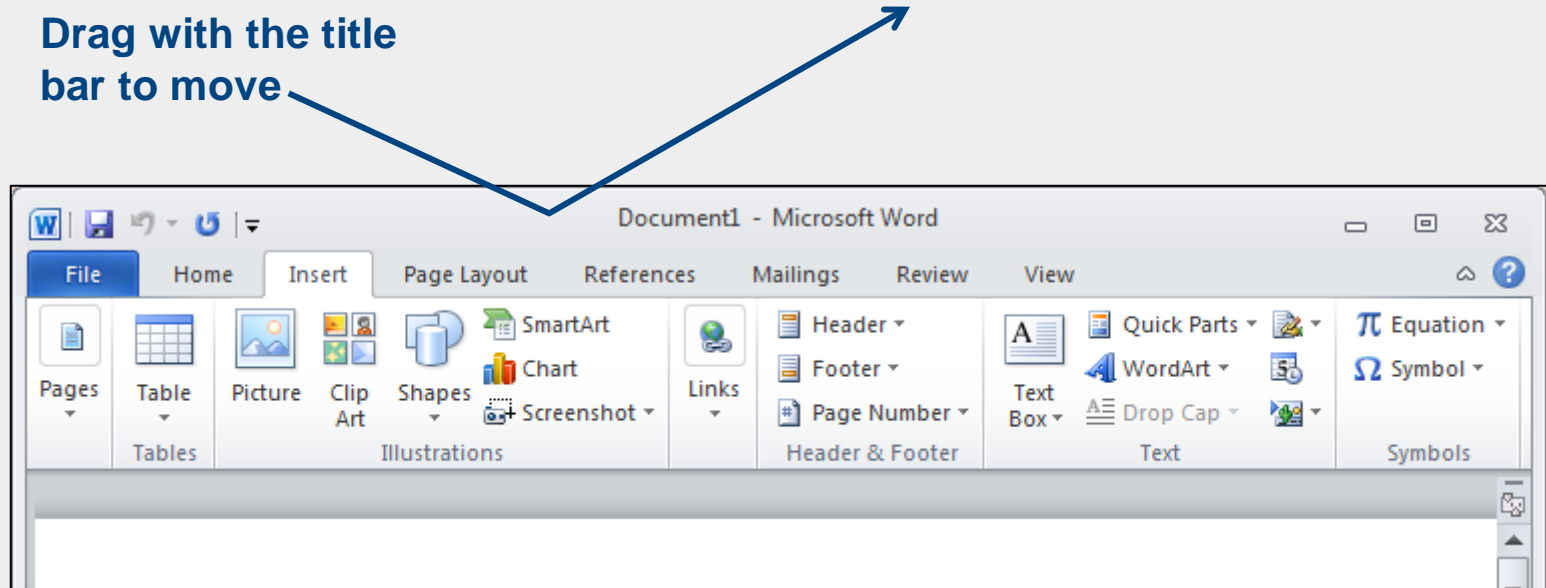 Drag with the title
bar to move
W
Document1 - Microsoft Word
File Home Insert Page Layout References Mailings Review View
?
SmartArt Header A Quick Parts π Equation
Chart Footer WordArt Ω Symbol
Pages Table Picture Clip Art Shapes Links Text Box
Screenshot # Page Number A Drop Cap
Tables Illustrations Header & Footer Text Symbols